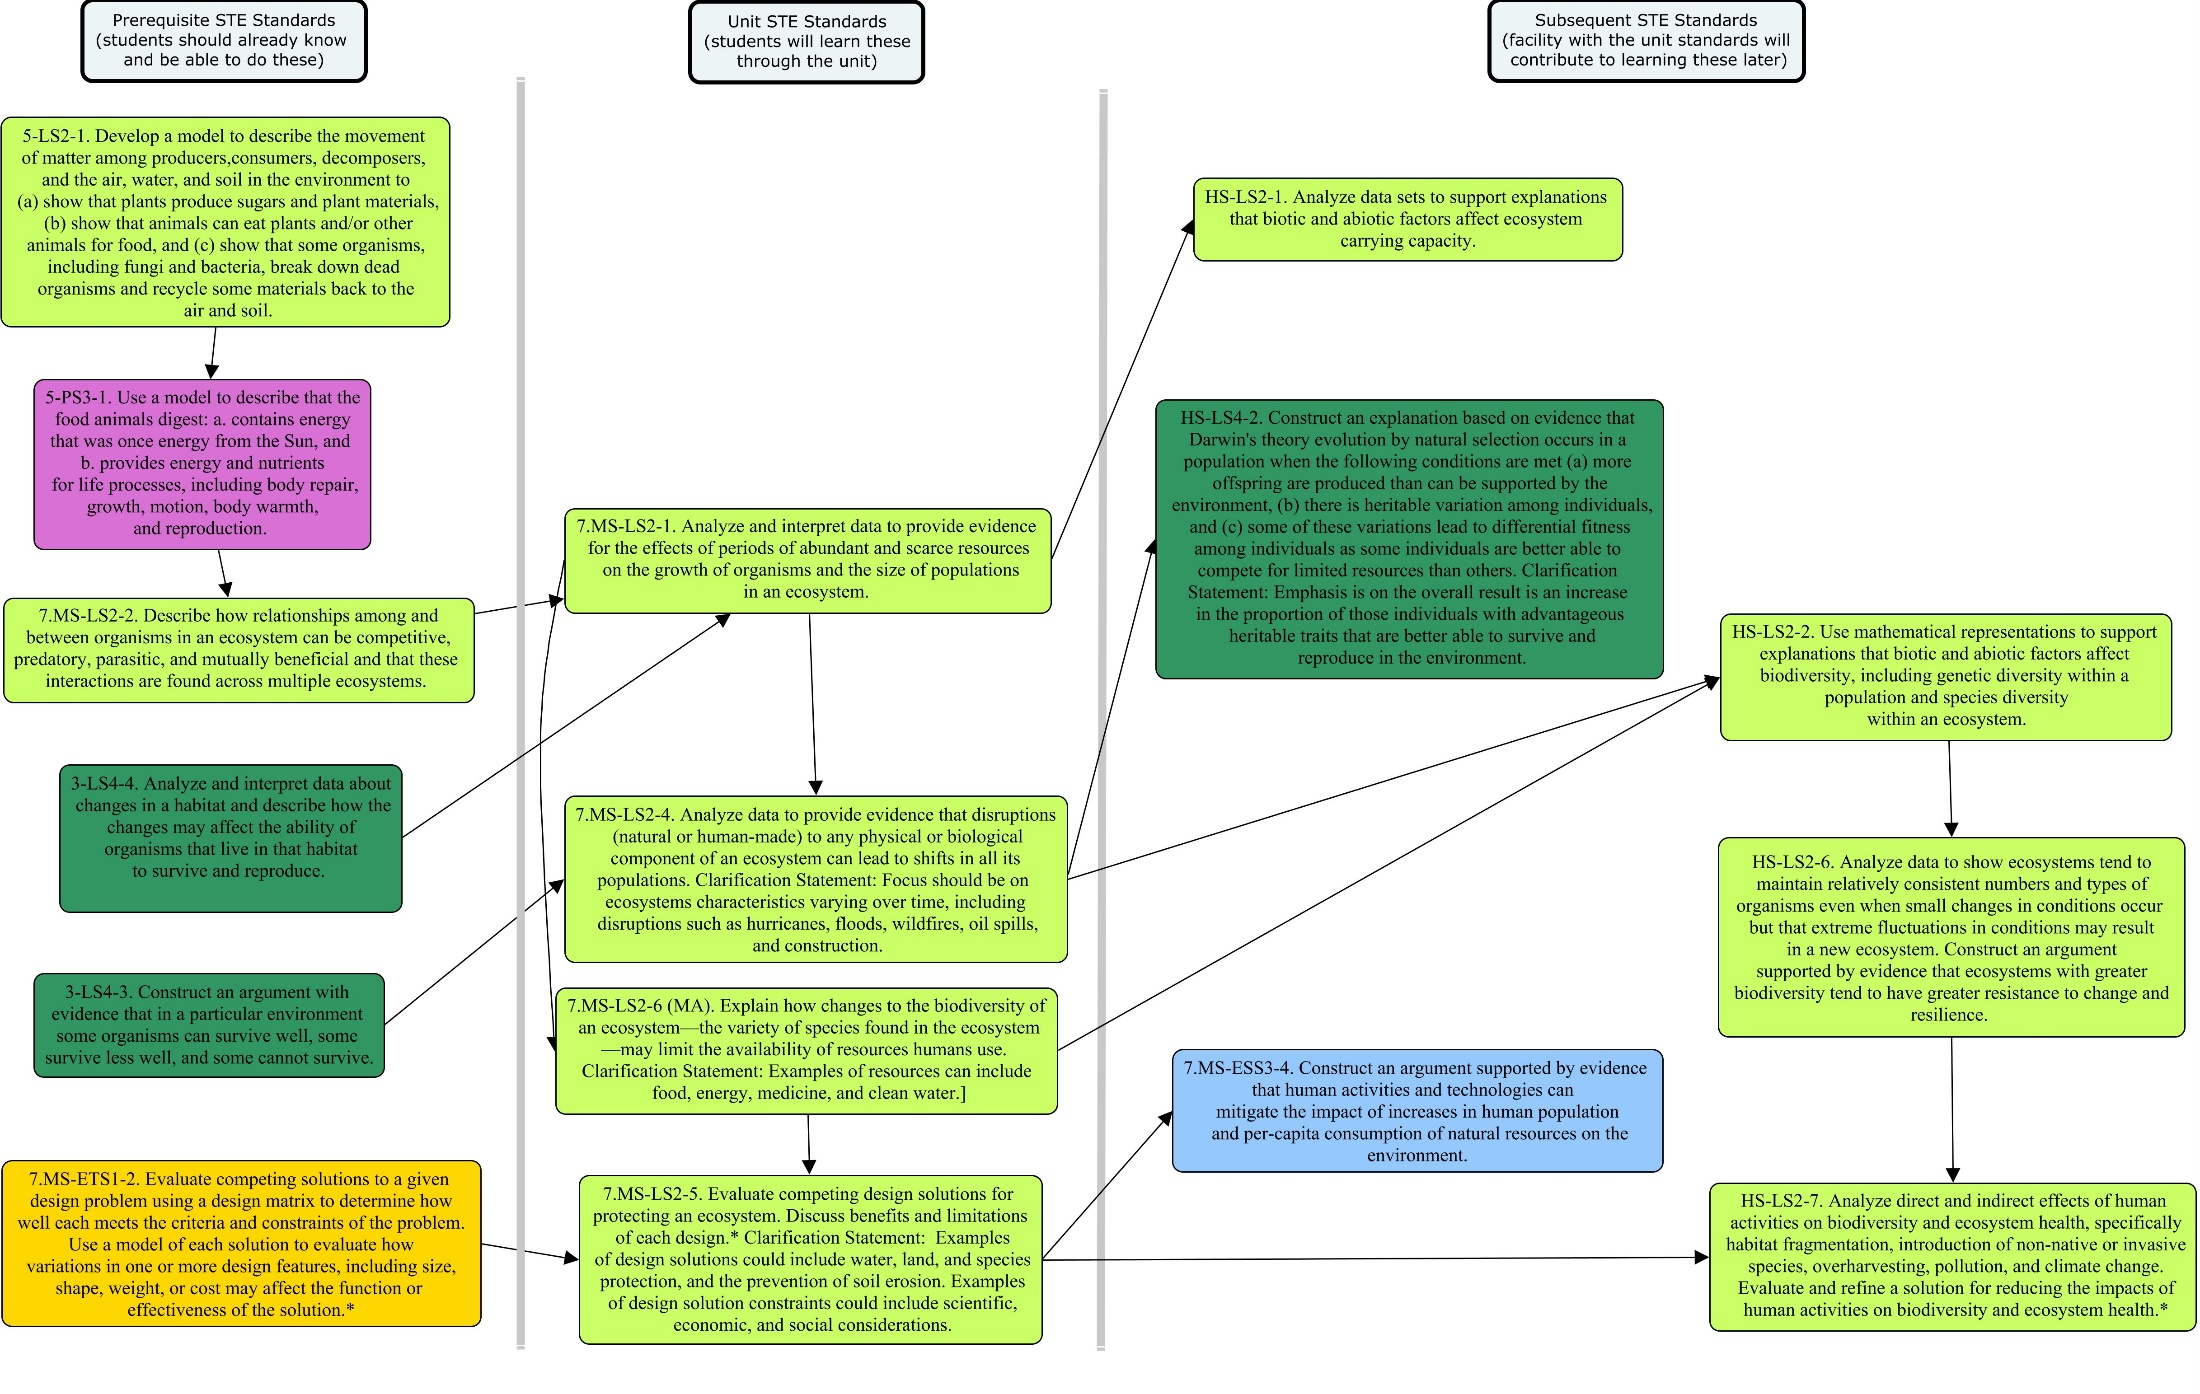 Prerequisite STE Standards
(students should already know
and be able to do these)
Unit STE Standards
(students will learn these
through the unit)
Subsequent STE Standards
(facility with the unit standards will
contribute to learning these later)
5-LS2-1. Develop a model to describe the movement
of matter among producers,consumers, decomposers,
and the air, water, and soil in the environment to
(a) show that plants produce sugars and plant materials,
(b) show that animals can eat plants and/or other
animals for food, and (c) show that some organisms,
including fungi and bacteria, break down dead
organisms and recycle some materials back to the
air and soil.
5-PS3-1. Use a model to describe that the
food animals digest: a. contains energy
that was once energy from the Sun, and
b. provides energy and nutrients
for life processes, including body repair,
growth, motion, body warmth,
and reproduction.
7.MS-LS2-2. Describe how relationships among and
between organisms in an ecosystem can be competitive,
predatory, parasitic, and mutually beneficial and that these
interactions are found across multiple ecosystems.
3-LS4-4. Analyze and interpret data about
changes in a habitat and describe how the
changes may affect the ability of
organisms that live in that habitat
to survive and reproduce.
3-LS4-3. Construct an argument with
evidence that in a particular environment
some organisms can survive well, some
survive less well, and some cannot survive.
7.MS-ETS1-2. Evaluate competing solutions to a given
design problem using a design matrix to determine how
well each meets the criteria and constraints of the problem.
Use a model of each solution to evaluate how
variations in one or more design features, including size,
shape, weight, or cost may affect the function or
effectiveness of the solution.*
7.MS-LS2-1. Analyze and interpret data to provide evidence
for the effects of periods of abundant and scarce resources
on the growth of organisms and the size of populations
in an ecosystem.
7.MS-LS2-4. Analyze data to provide evidence that disruptions
(natural or human-made) to any physical or biological
component of an ecosystem can lead to shifts in all its
populations. Clarification Statement: Focus should be on
ecosystems characteristics varying over time, including
disruptions such as hurricanes, floods, wildfires, oil spills,
and construction.
7.MS-LS2-6 (MA). Explain how changes to the biodiversity of
an ecosystem—the variety of species found in the ecosystem
—may limit the availability of resources humans use.
Clarification Statement: Examples of resources can include
food, energy, medicine, and clean water.]
7.MS-LS2-5. Evaluate competing design solutions for
protecting an ecosystem. Discuss benefits and limitations
of each design.* Clarification Statement: Examples
of design solutions could include water, land, and species
protection, and the prevention of soil erosion. Examples
of design solution constraints could include scientific,
economic, and social considerations.
HS-LS2-1. Analyze data sets to support explanations
that biotic and abiotic factors affect ecosystem
carrying capacity.
HS-LS4-2. Construct an explanation based on evidence that
Darwin's theory evolution by natural selection occurs in a
population when the following conditions are met (a) more
offspring are produced than can be supported by the
environment, (b) there is heritable variation among individuals,
and (c) some of these variations lead to differential fitness
among individuals as some individuals are better able to
compete for limited resources than others. Clarification
Statement: Emphasis is on the overall result is an increase
in the proportion of those individuals with advantageous
heritable traits that are better able to survive and
reproduce in the environment.
7.MS-ESS3-4. Construct an argument supported by evidence
that human activities and technologies can
mitigate the impact of increases in human population
and per-capita consumption of natural resources on the
environment.
HS-LS2-2. Use mathematical representations to support
explanations that biotic and abiotic factors affect
biodiversity, including genetic diversity within a
population and species diversity
within an ecosystem.
HS-LS2-6. Analyze data to show ecosystems tend to
maintain relatively consistent numbers and types of
organisms even when small changes in conditions occur
but that extreme fluctuations in conditions may result
in a new ecosystem. Construct an argument
supported by evidence that ecosystems with greater
biodiversity tend to have greater resistance to change and
resilience.
HS-LS2-7. Analyze direct and indirect effects of human
activities on biodiversity and ecosystem health, specifically
habitat fragmentation, introduction of non-native or invasive
species, overharvesting, pollution, and climate change.
Evaluate and refine a solution for reducing the impacts of
human activities on biodiversity and ecosystem health.*